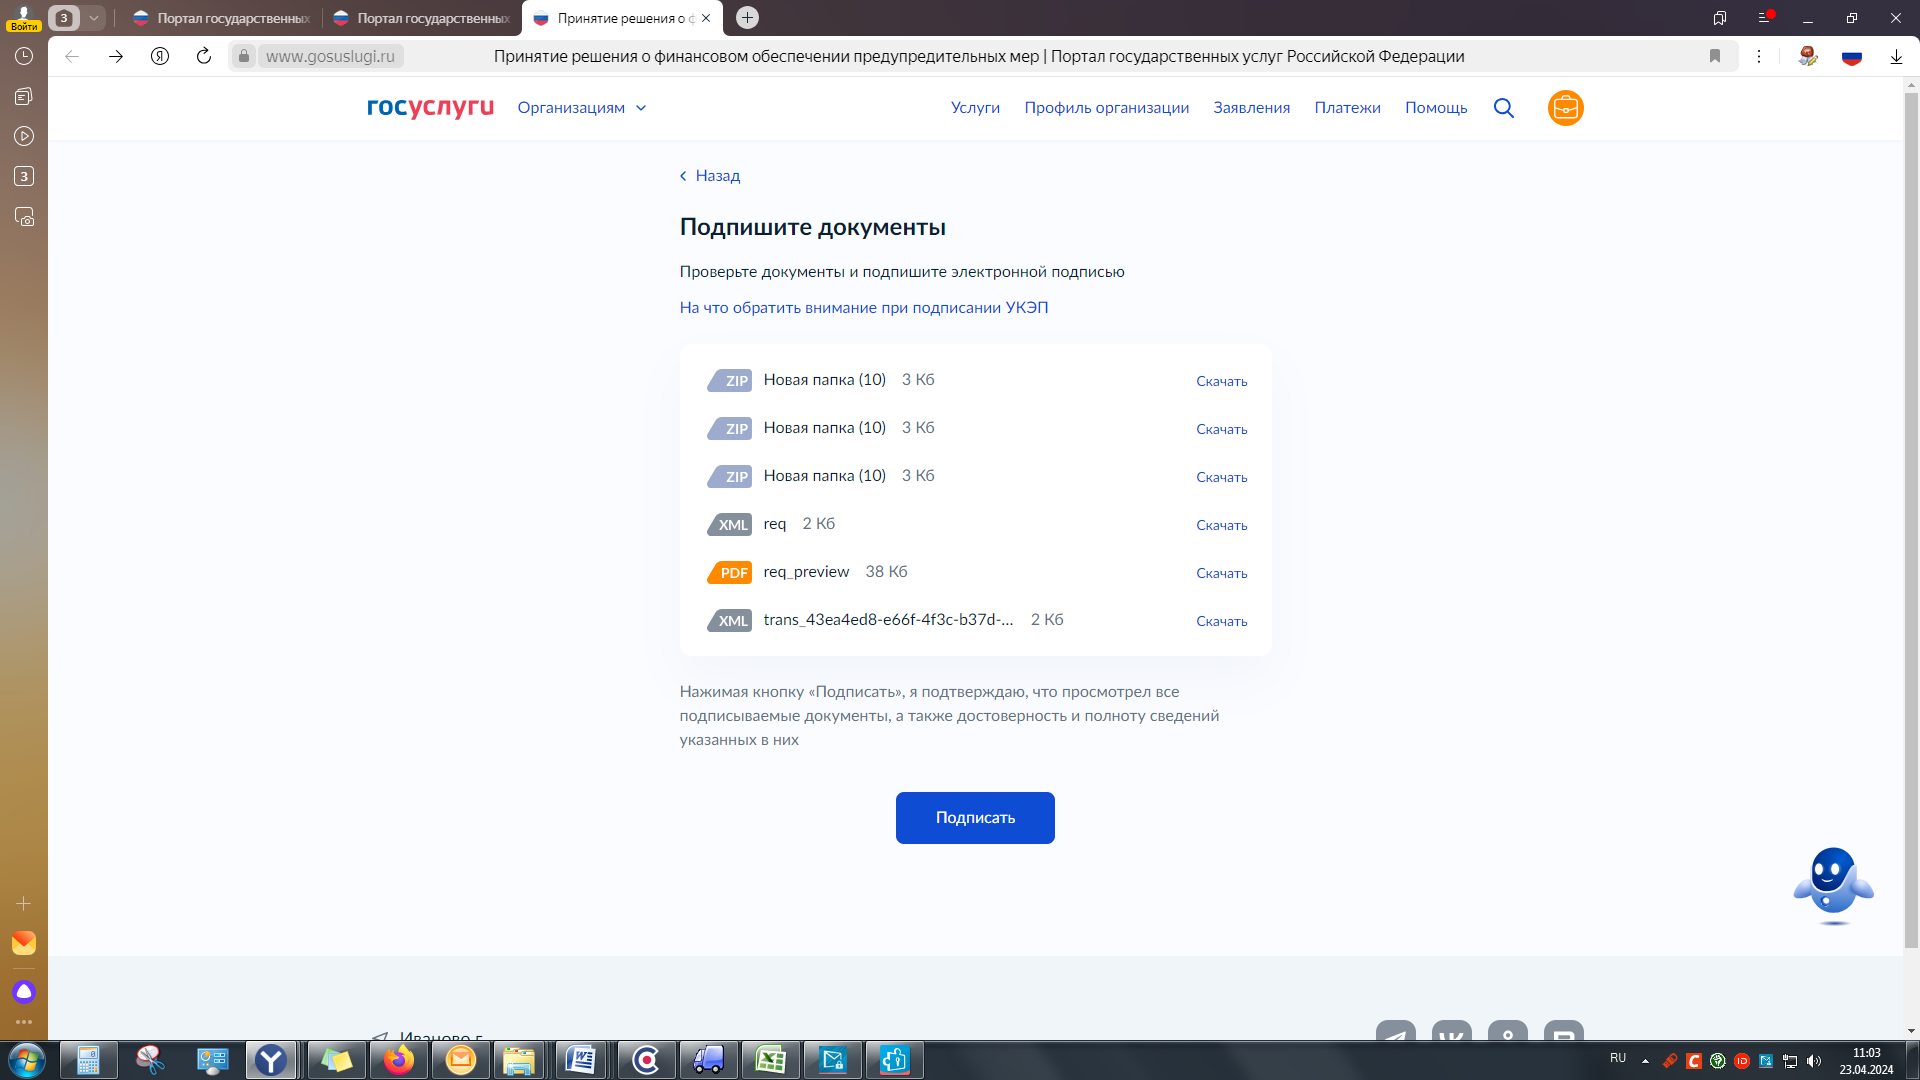 Войти
3
Портал государственных
Портал государственных
Принятие решения о ф
www.gosuslugi.ru
Принятие решения о финансовом обеспечении предупредительных мер | Портал государственных услуг Российской Федерации
3
госуслуги
Организациям
Услуги
Профиль организации
Заявления
Платежи
Помощь
Назад
Подпишите документы
Проверьте документы и подпишите электронной подписью
На что обратить внимание при подписании УКЭП
ZIP Новая папка (10) 3 Кб Скачать
ZIP Новая папка (10) 3 Кб Скачать
ZIP Новая папка (10) 3 Кб Скачать
XML req 2 Кб Скачать
PDF req_preview 38 Кб Скачать
XML trans_43ea4ed8-e66f-4f3c-b37d-... 2 Кб Скачать
Нажимая кнопку «Подписать», я подтверждаю, что просмотрел все
подписываемые документы, а также достоверность и полноту сведений
указанных в них
Подписать
Иваново г
RU
11:03
23.04.2024